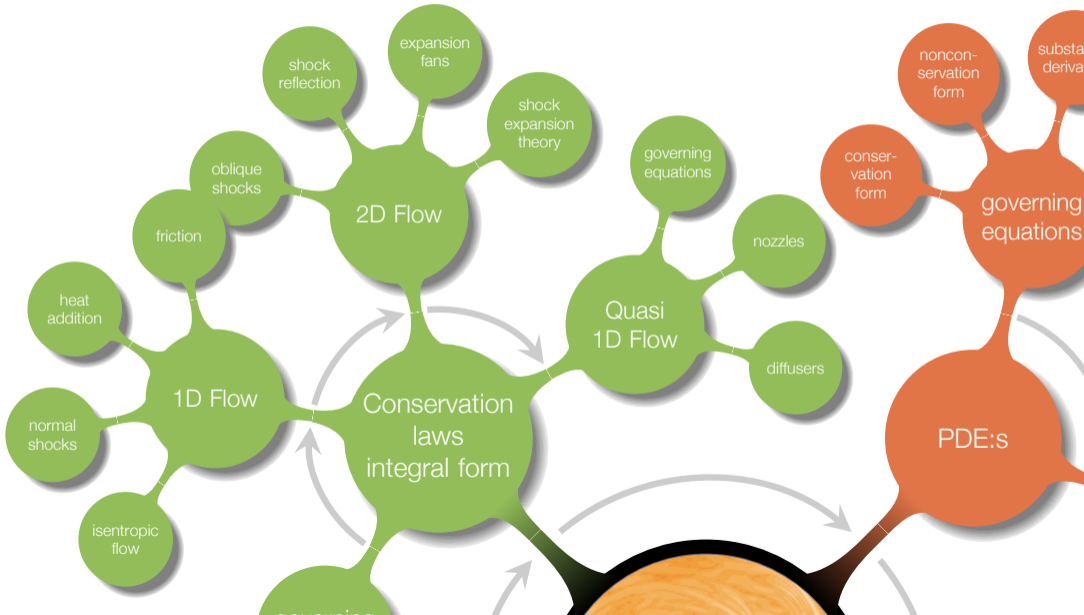 expansion
fans
shock
reflection
shock
expansion
theory
oblique
shocks
2D Flow
friction
heat
addition
1D Flow
normal
shocks
isentropic
flow
Conservation
laws
integral form
governing
equations
nozzles
Quasi
1D Flow
diffusers
noncon-
servation
form
conser-
vation
form
governing
equations
PDE:s